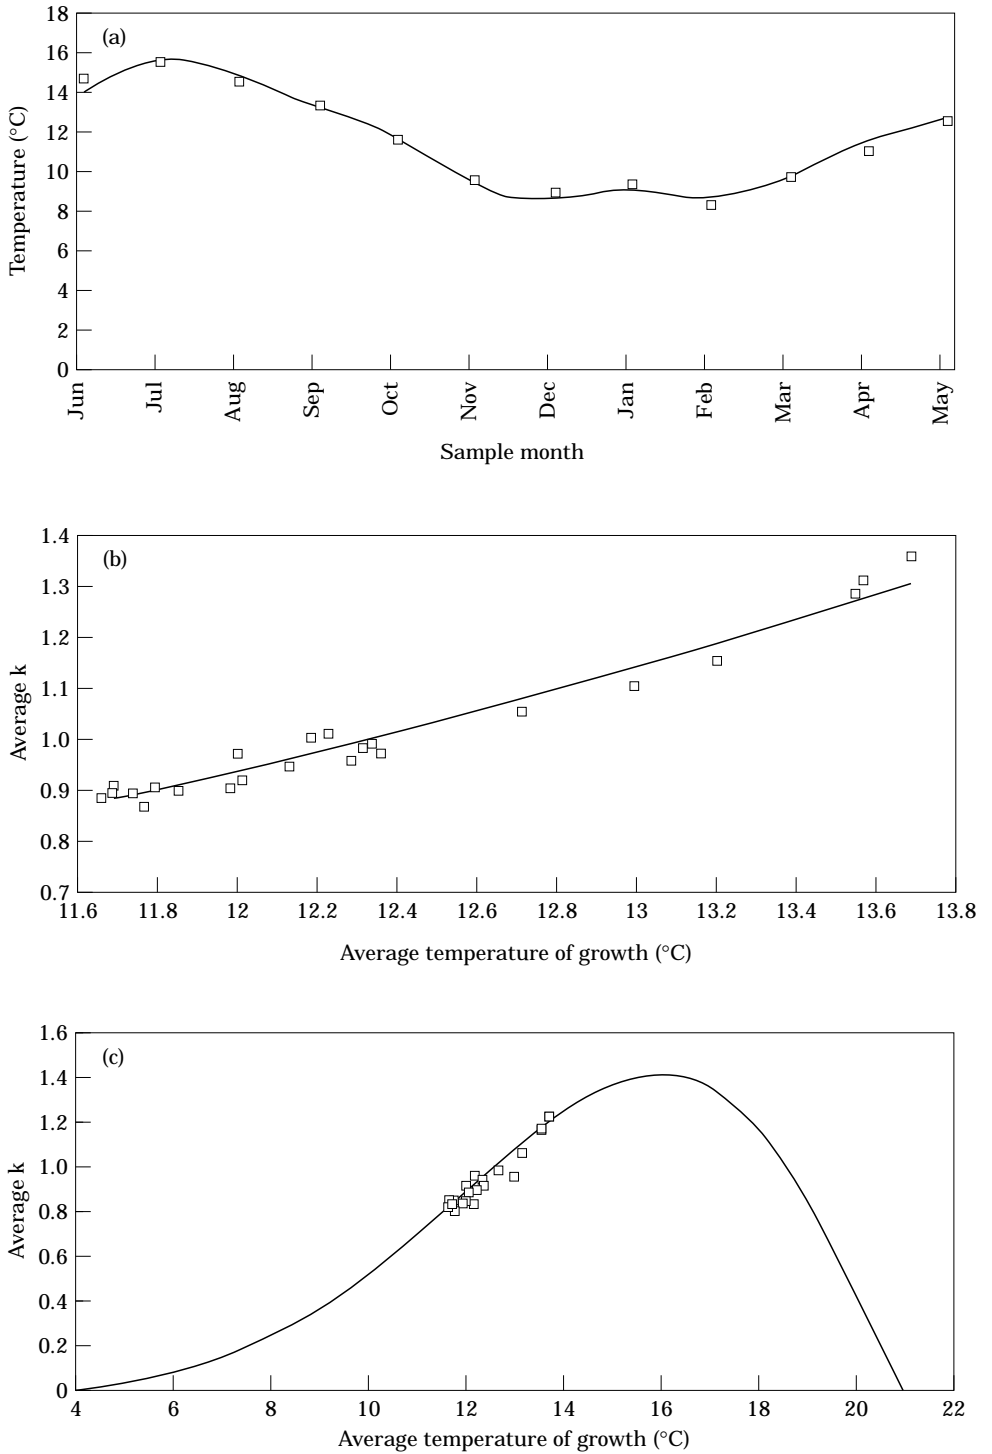 18
(a)
16
14
12
10
8
6
4
2
0
Temperature (°C)
Jun Jul Aug Sep Oct Nov Dec Jan Feb Mar Apr May
Sample month
1.4
(b)
1.3
1.2
1.1
1.0
0.9
0.8
0.7
Average k
11.6 11.8 12 12.2 12.4 12.6 12.8 13 13.2 13.4 13.6 13.8
Average temperature of growth (°C)
1.6
(c)
1.4
1.2
1.0
0.8
0.6
0.4
0.2
0
Average k
4 6 8 10 12 14 16 18 20 22
Average temperature of growth (°C)